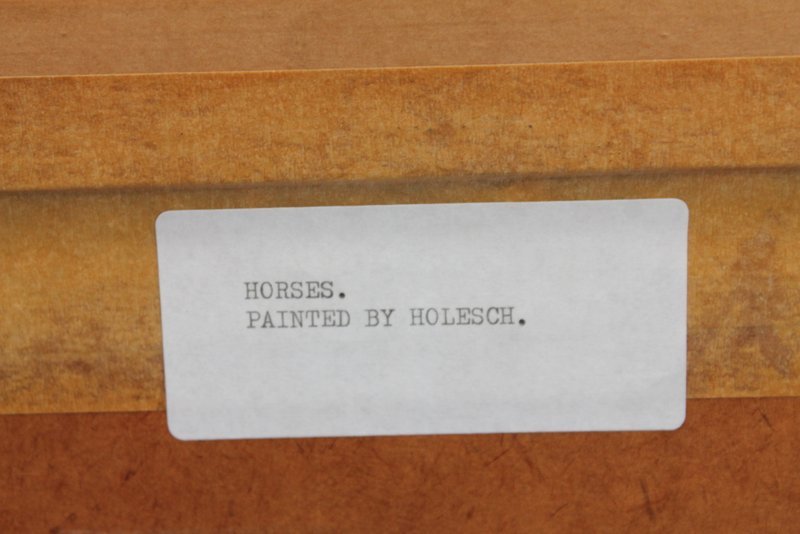 HORSES.
PAINTED BY HOLESCH.